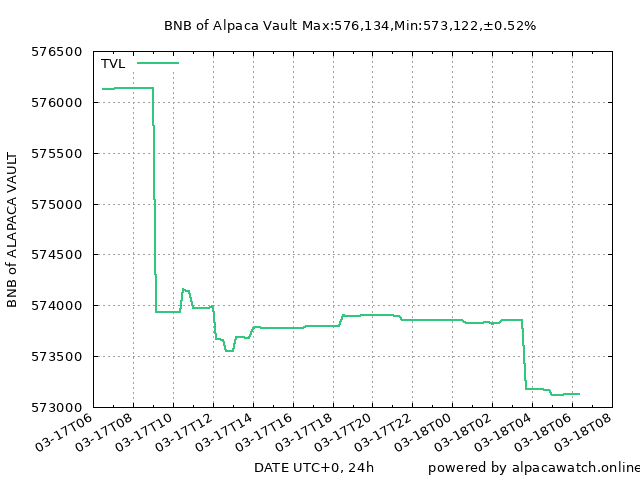 BNB of Alpaca Vault Max:576,134,Min:573,122,±0.52%
576500
576000
575500
575000
574500
574000
573500
573000
BNB of ALAPACA VAULT
TVL
03-17T06
03-17T08
03-17T10
03-17T12
03-17T14
03-17T16
03-17T18
03-17T20
03-17T22
03-18T00
03-18T02
03-18T04
03-18T06
03-18T08
DATE UTC+0, 24h
powered by alpacawatch.online